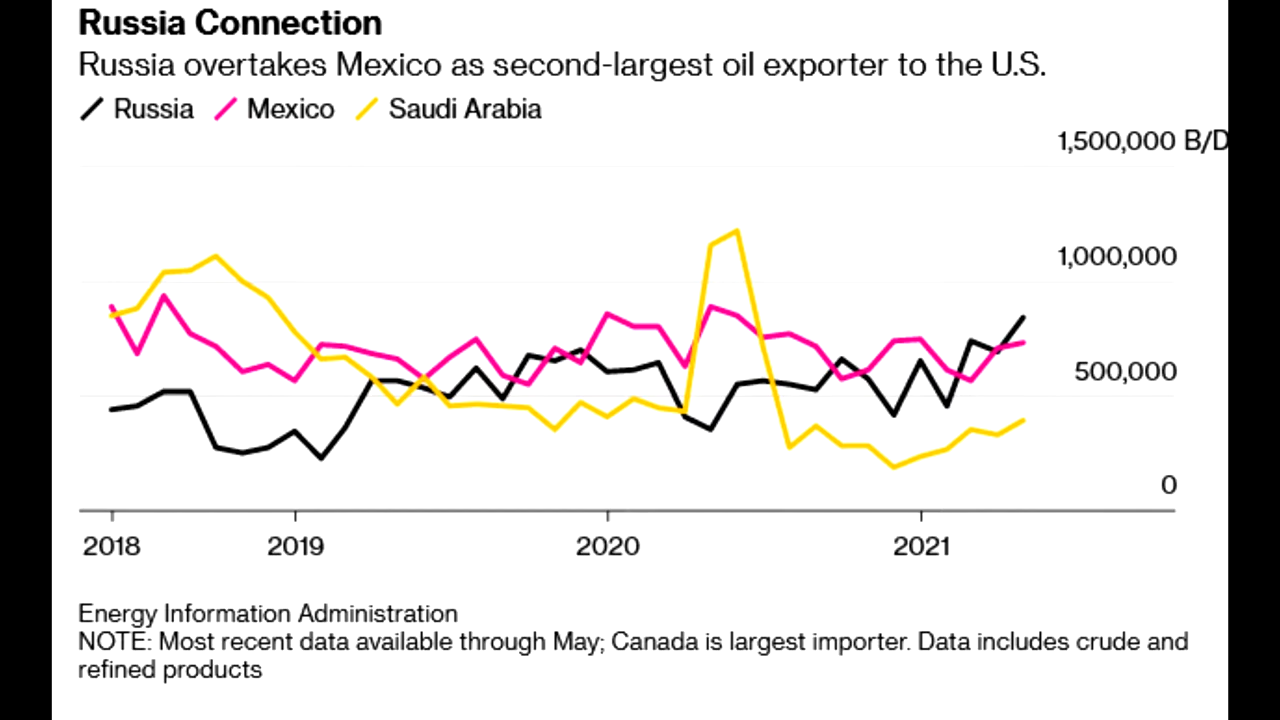 Russia Connection
Russia overtakes Mexico as second-largest oil exporter to the U.S.
Russia Mexico Saudi Arabia
1,500,000 B/D
1,000,000
500,000
0
2018 2019 2020 2021
Energy Information Administration
NOTE: Most recent data available through May; Canada is largest importer. Data includes crude and
refined products